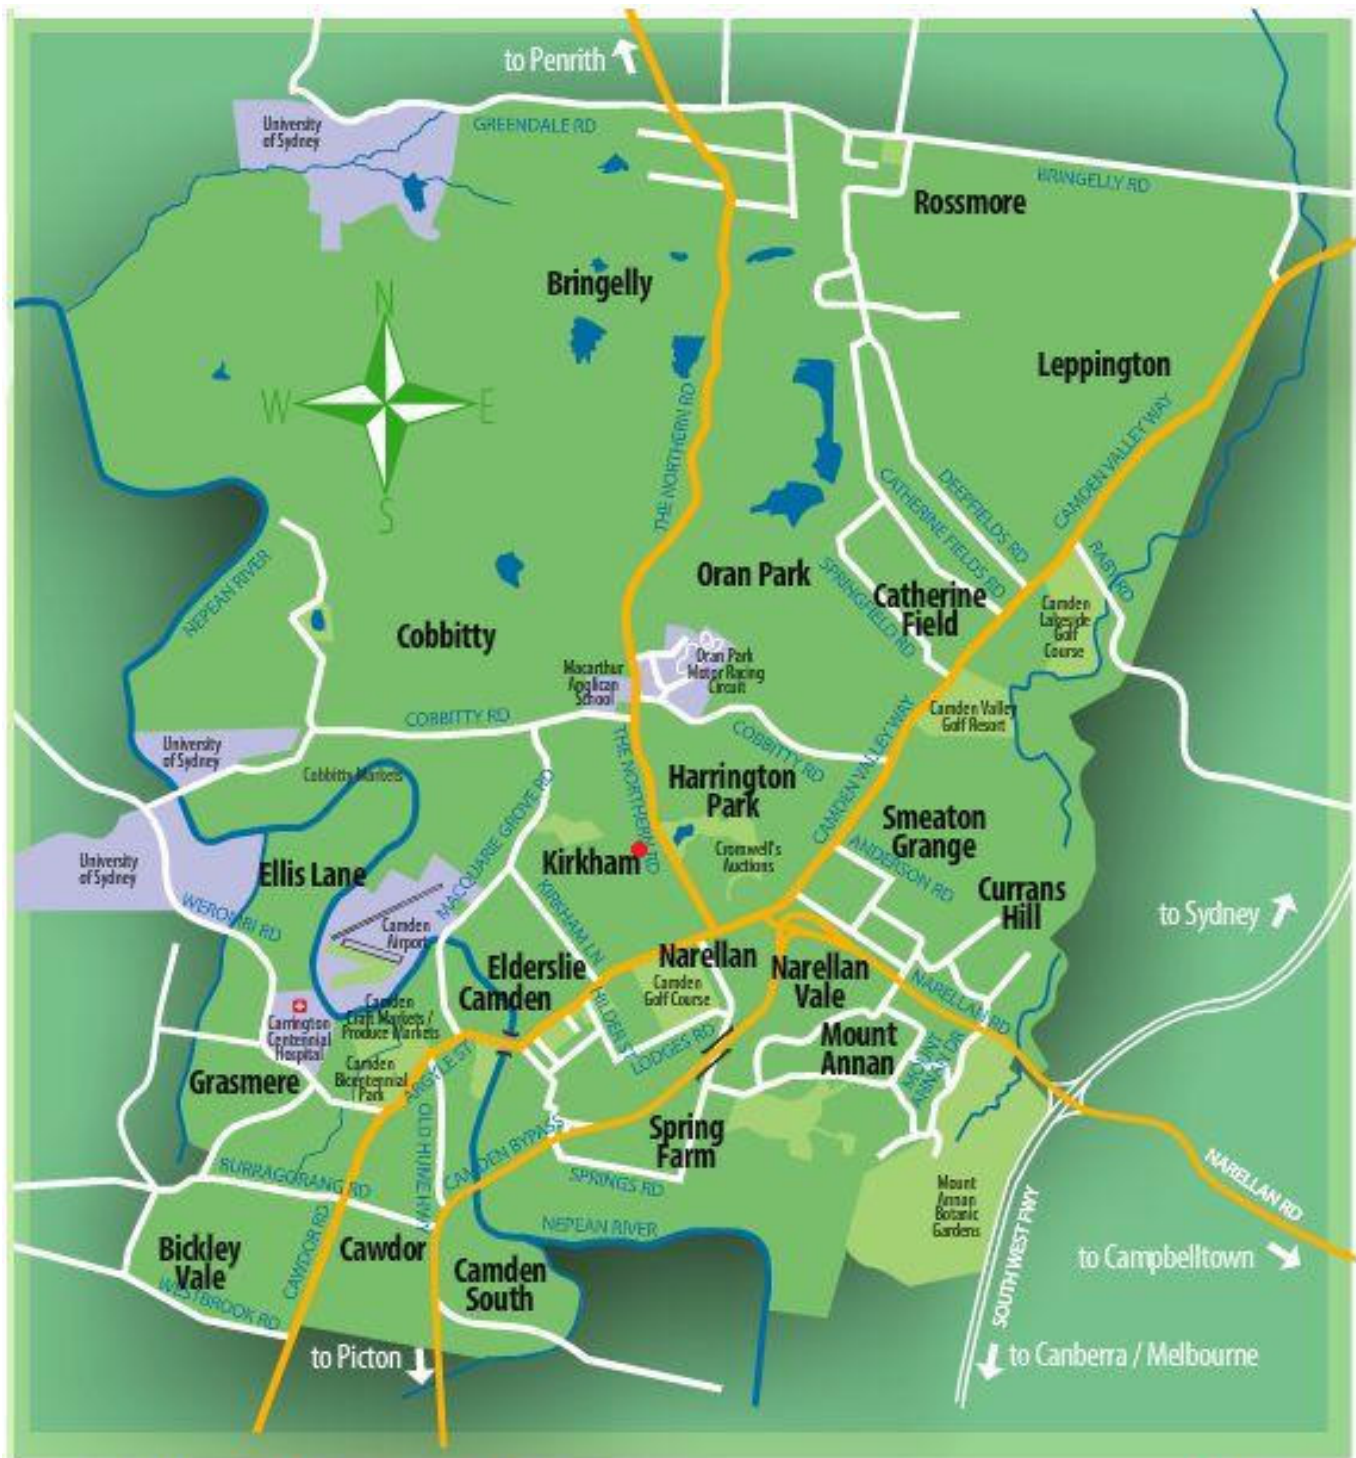 to Penrith
University
of Sydney
GREENDALE RD
BRINGELLY RD
Rossmore
Bringelly
N
W
E
S
Leppington
THE NORTHERN RD
CAMDEN VALLEY WAY
CATHERINE FIELDS RD
DEEPFIELDS RD
RABY RD
NEPEAN RIVER
Oran Park
SPRINGFIELD RD
Catherine
Field
Camden
Lakeside
Golf
Course
Cobbitty
Macarthur
Anglican
School
Oran Park
Motor Racing
Circuit
COBBITTY RD
Camden Valley
Golf Resort
University
of Sydney
Cobbitty Markets
THE NORTHERN RD
COBBITTY RD
CAMDEN VALLEY WAY
Harrington
Park
MACQUARIE GROVE RD
Smeaton
Grange
University
of Sydney
Ellis Lane
Kirkham
Cromwell's
Auctions
ANDERSON RD
Currans
Hill
WEROMBI RD
KIRKHAM LN
Camden
Airport
to Sydney
Elderslie
Camden
Narellan
Camden
Golf Course
Narellan
Vale
NARELLAN RD
Carrington
Centennial
Hospital
Camden
Craft Markets /
Produce Markets
HILDER ST
LODGES RD
Mount
Annan
MOUNT
ANNAN DR
Grasmere
Camden
Bicentennial
Park
ARGYLE ST
OLD HUME HWY
CAMDEN BYPASS
Spring
Farm
SPRINGS RD
BURRAGORANG RD
NEPEAN RIVER
Mount
Annan
Botanic
Gardens
NARELLAN RD
Bickley
Vale
CAWDOR RD
Cawdor
WESTBROOK RD
Camden
South
SOUTH WEST FWY
to Campbelltown
to Picton
to Canberra / Melbourne